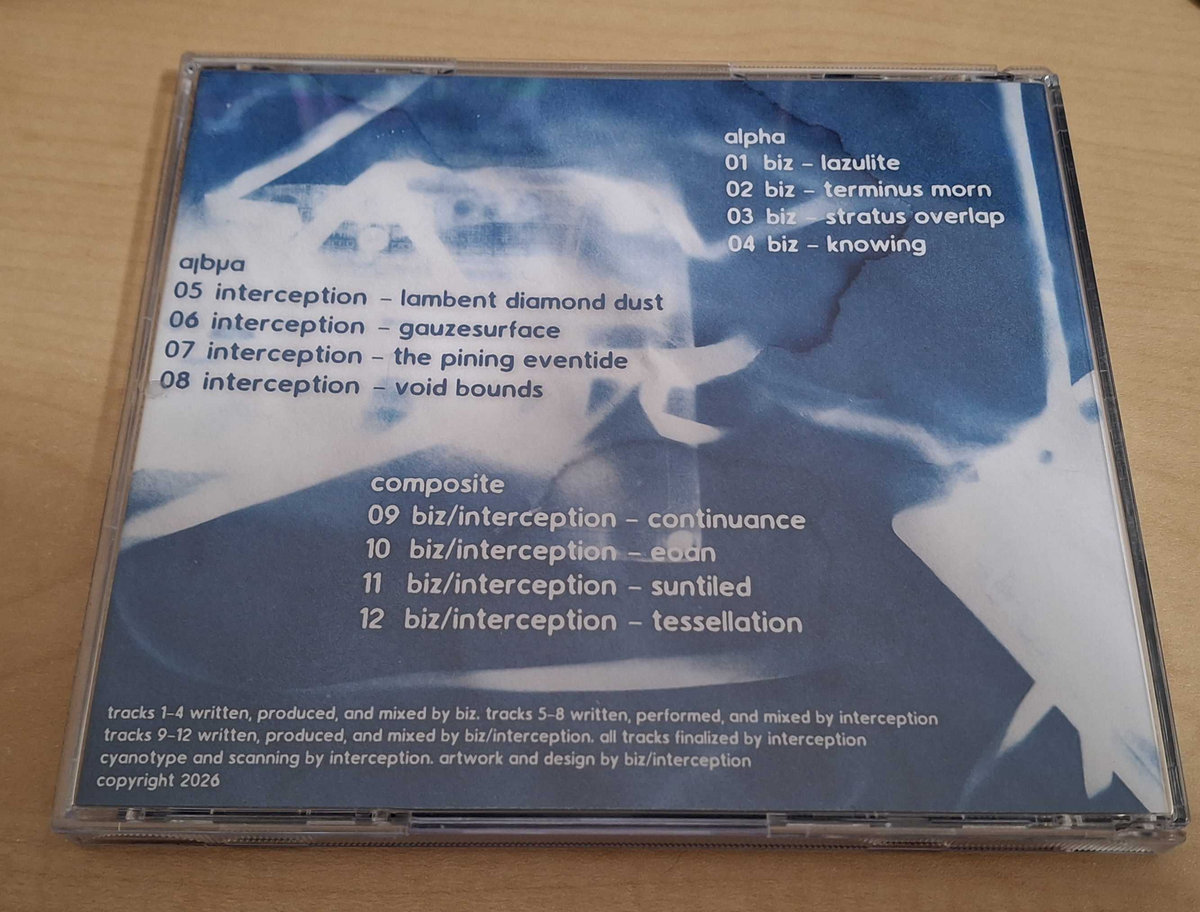 alpha
01 biz – lazulite
02 biz – terminus morn
03 biz – stratus overlap
04 biz – knowing
albµa
05 interception – lambent diamond dust
06 interception – gauzesurface
07 interception – the pining eventide
08 interception – void bounds
composite
09 biz/interception – continuance
10 biz/interception – eoan
11 biz/interception – suntiled
12 biz/interception – tessellation
tracks 1–4 written, produced, and mixed by biz. tracks 5–8 written, performed, and mixed by interception
tracks 9–12 written, produced, and mixed by biz/interception. all tracks finalized by interception
cyanotype and scanning by interception. artwork and design by biz/interception
copyright 2026